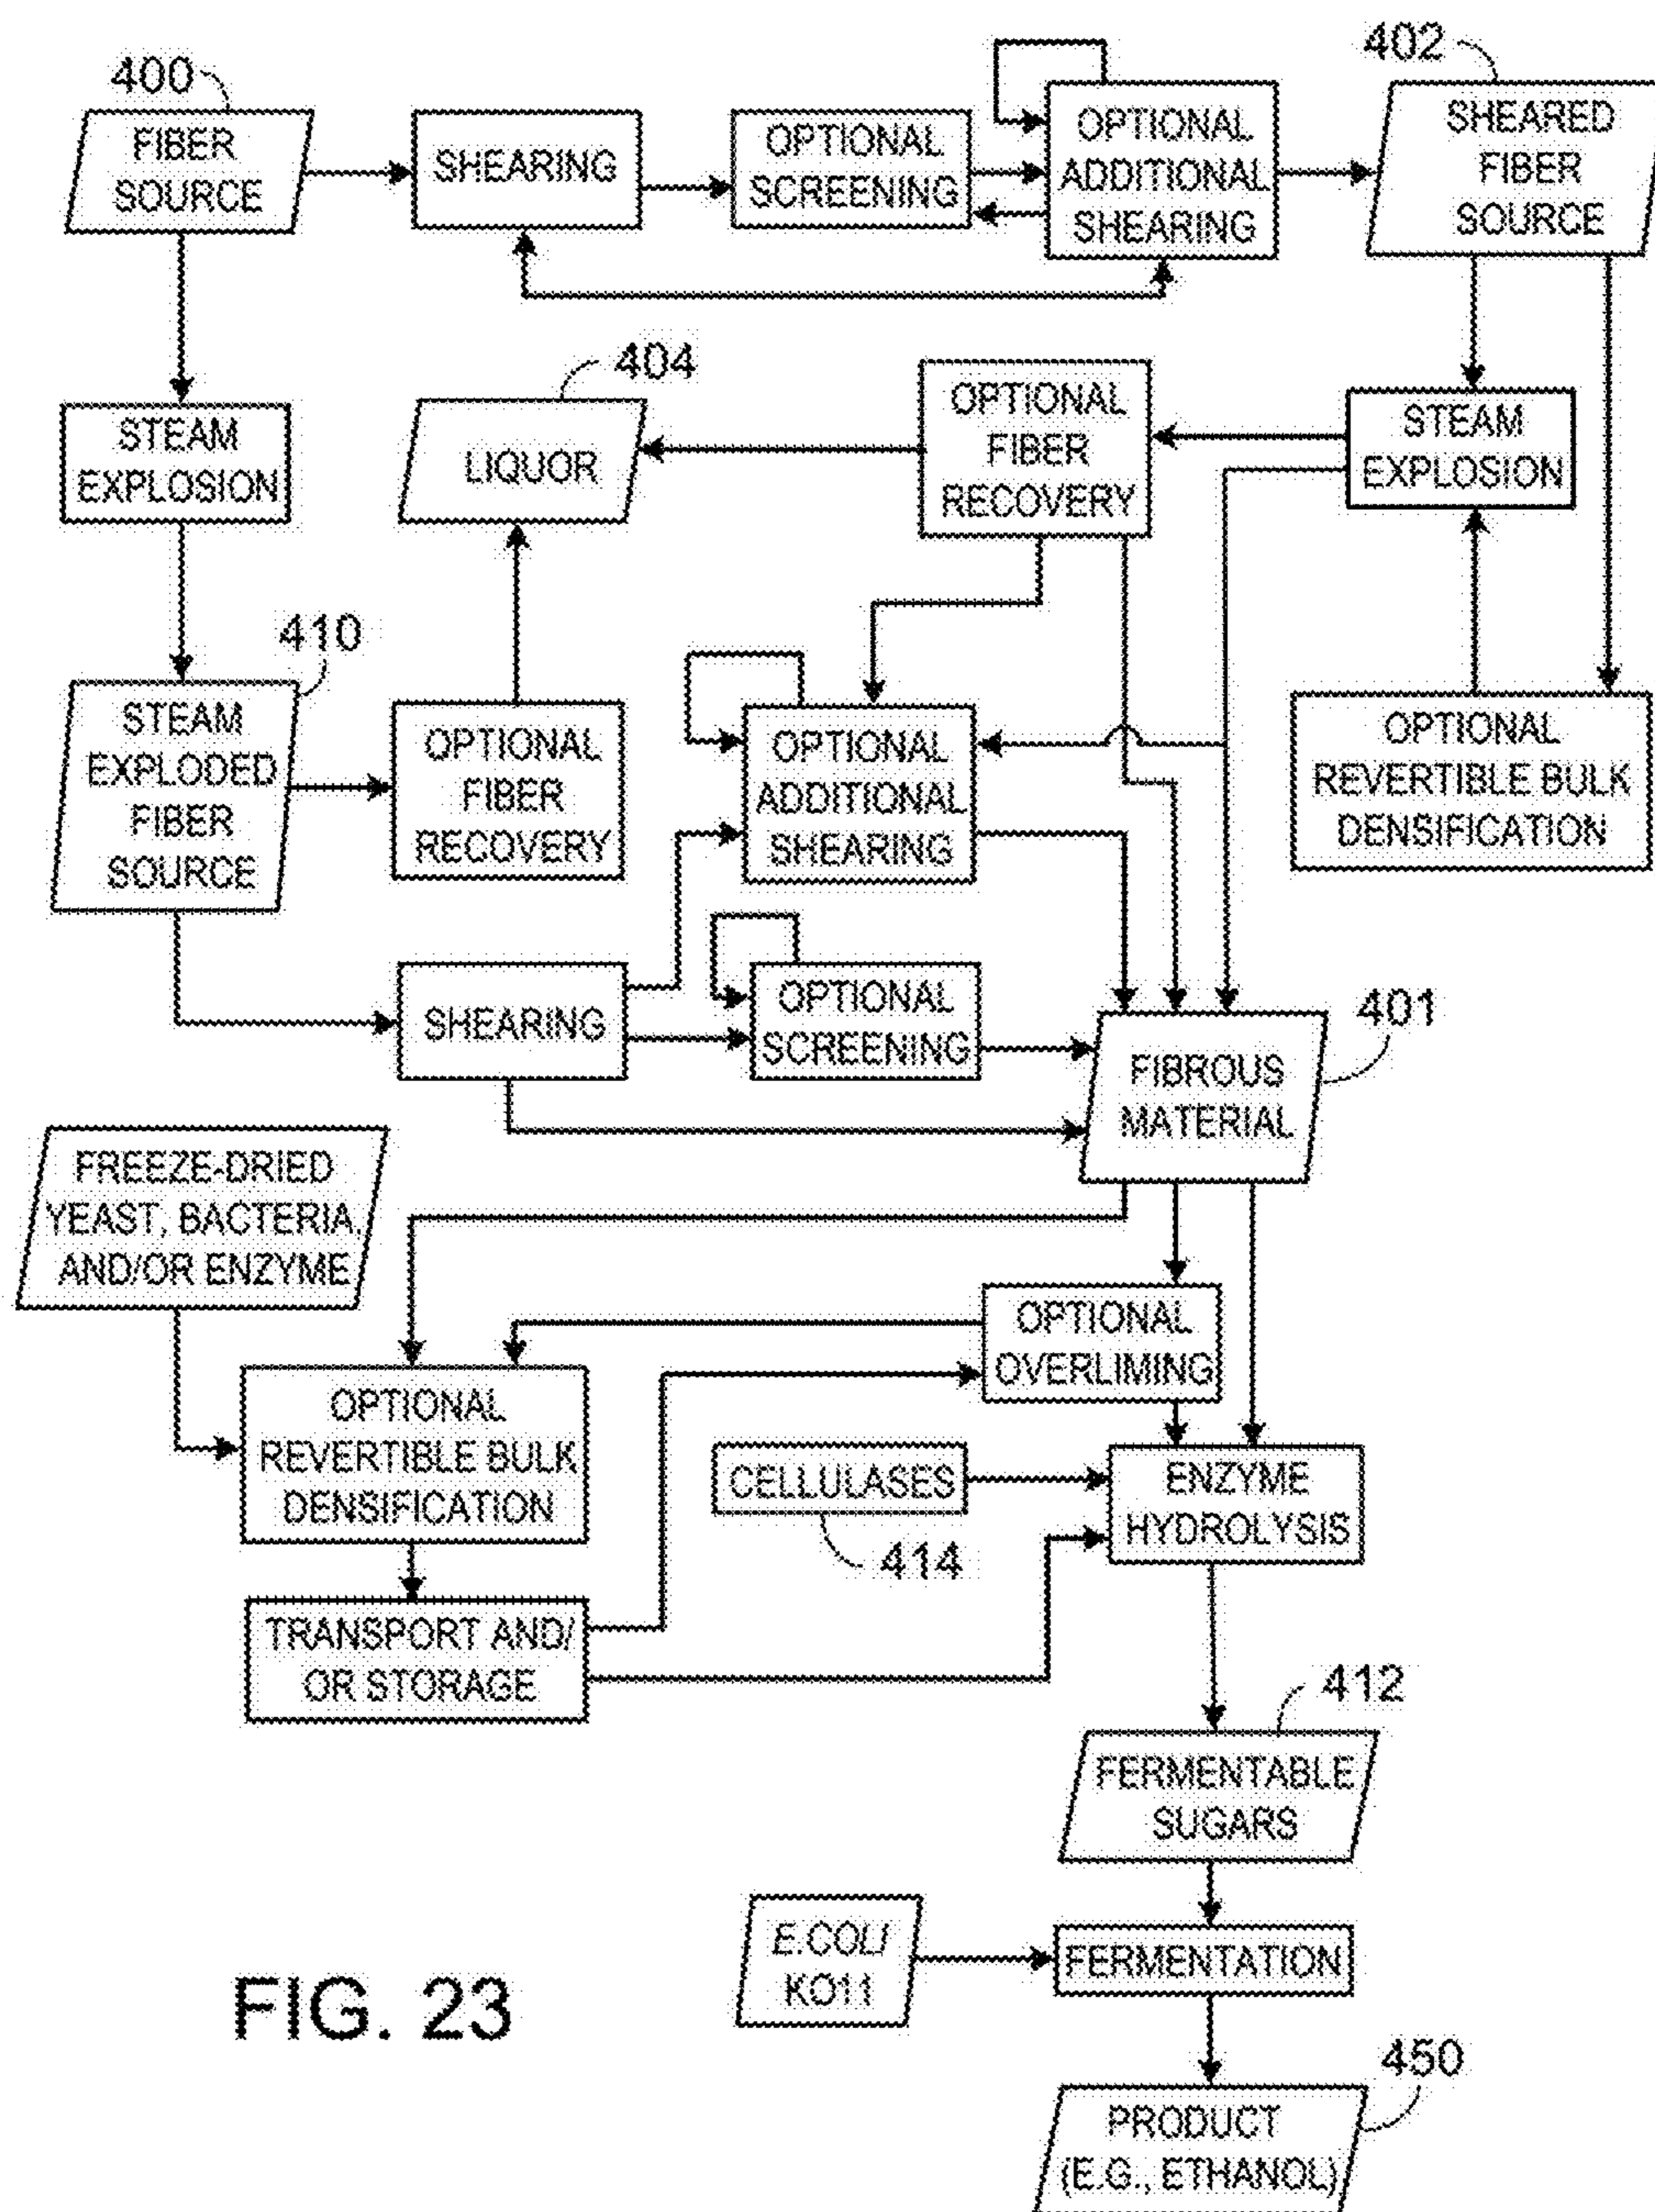 400
FIBER
SOURCE
SHEARING
OPTIONAL
SCREENING
OPTIONAL
ADDITIONAL
SHEARING
402
SHEARED
FIBER
SOURCE
STEAM
EXPLOSION
404
LIQUOR
OPTIONAL
FIBER
RECOVERY
STEAM
EXPLOSION
410
STEAM
EXPLODED
FIBER
SOURCE
OPTIONAL
FIBER
RECOVERY
OPTIONAL
ADDITIONAL
SHEARING
OPTIONAL
REVERTIBLE BULK
DENSIFICATION
SHEARING
OPTIONAL
SCREENING
401
FIBROUS
MATERIAL
FREEZE-DRIED
YEAST, BACTERIA,
AND/OR ENZYME
OPTIONAL
OVERLIMING
OPTIONAL
REVERTIBLE BULK
DENSIFICATION
CELLULASES
414
ENZYME
HYDROLYSIS
TRANSPORT AND/
OR STORAGE
412
FERMENTABLE
SUGARS
E.COLI
KO11
FERMENTATION
450
PRODUCT
(E.G., ETHANOL)
FIG. 23